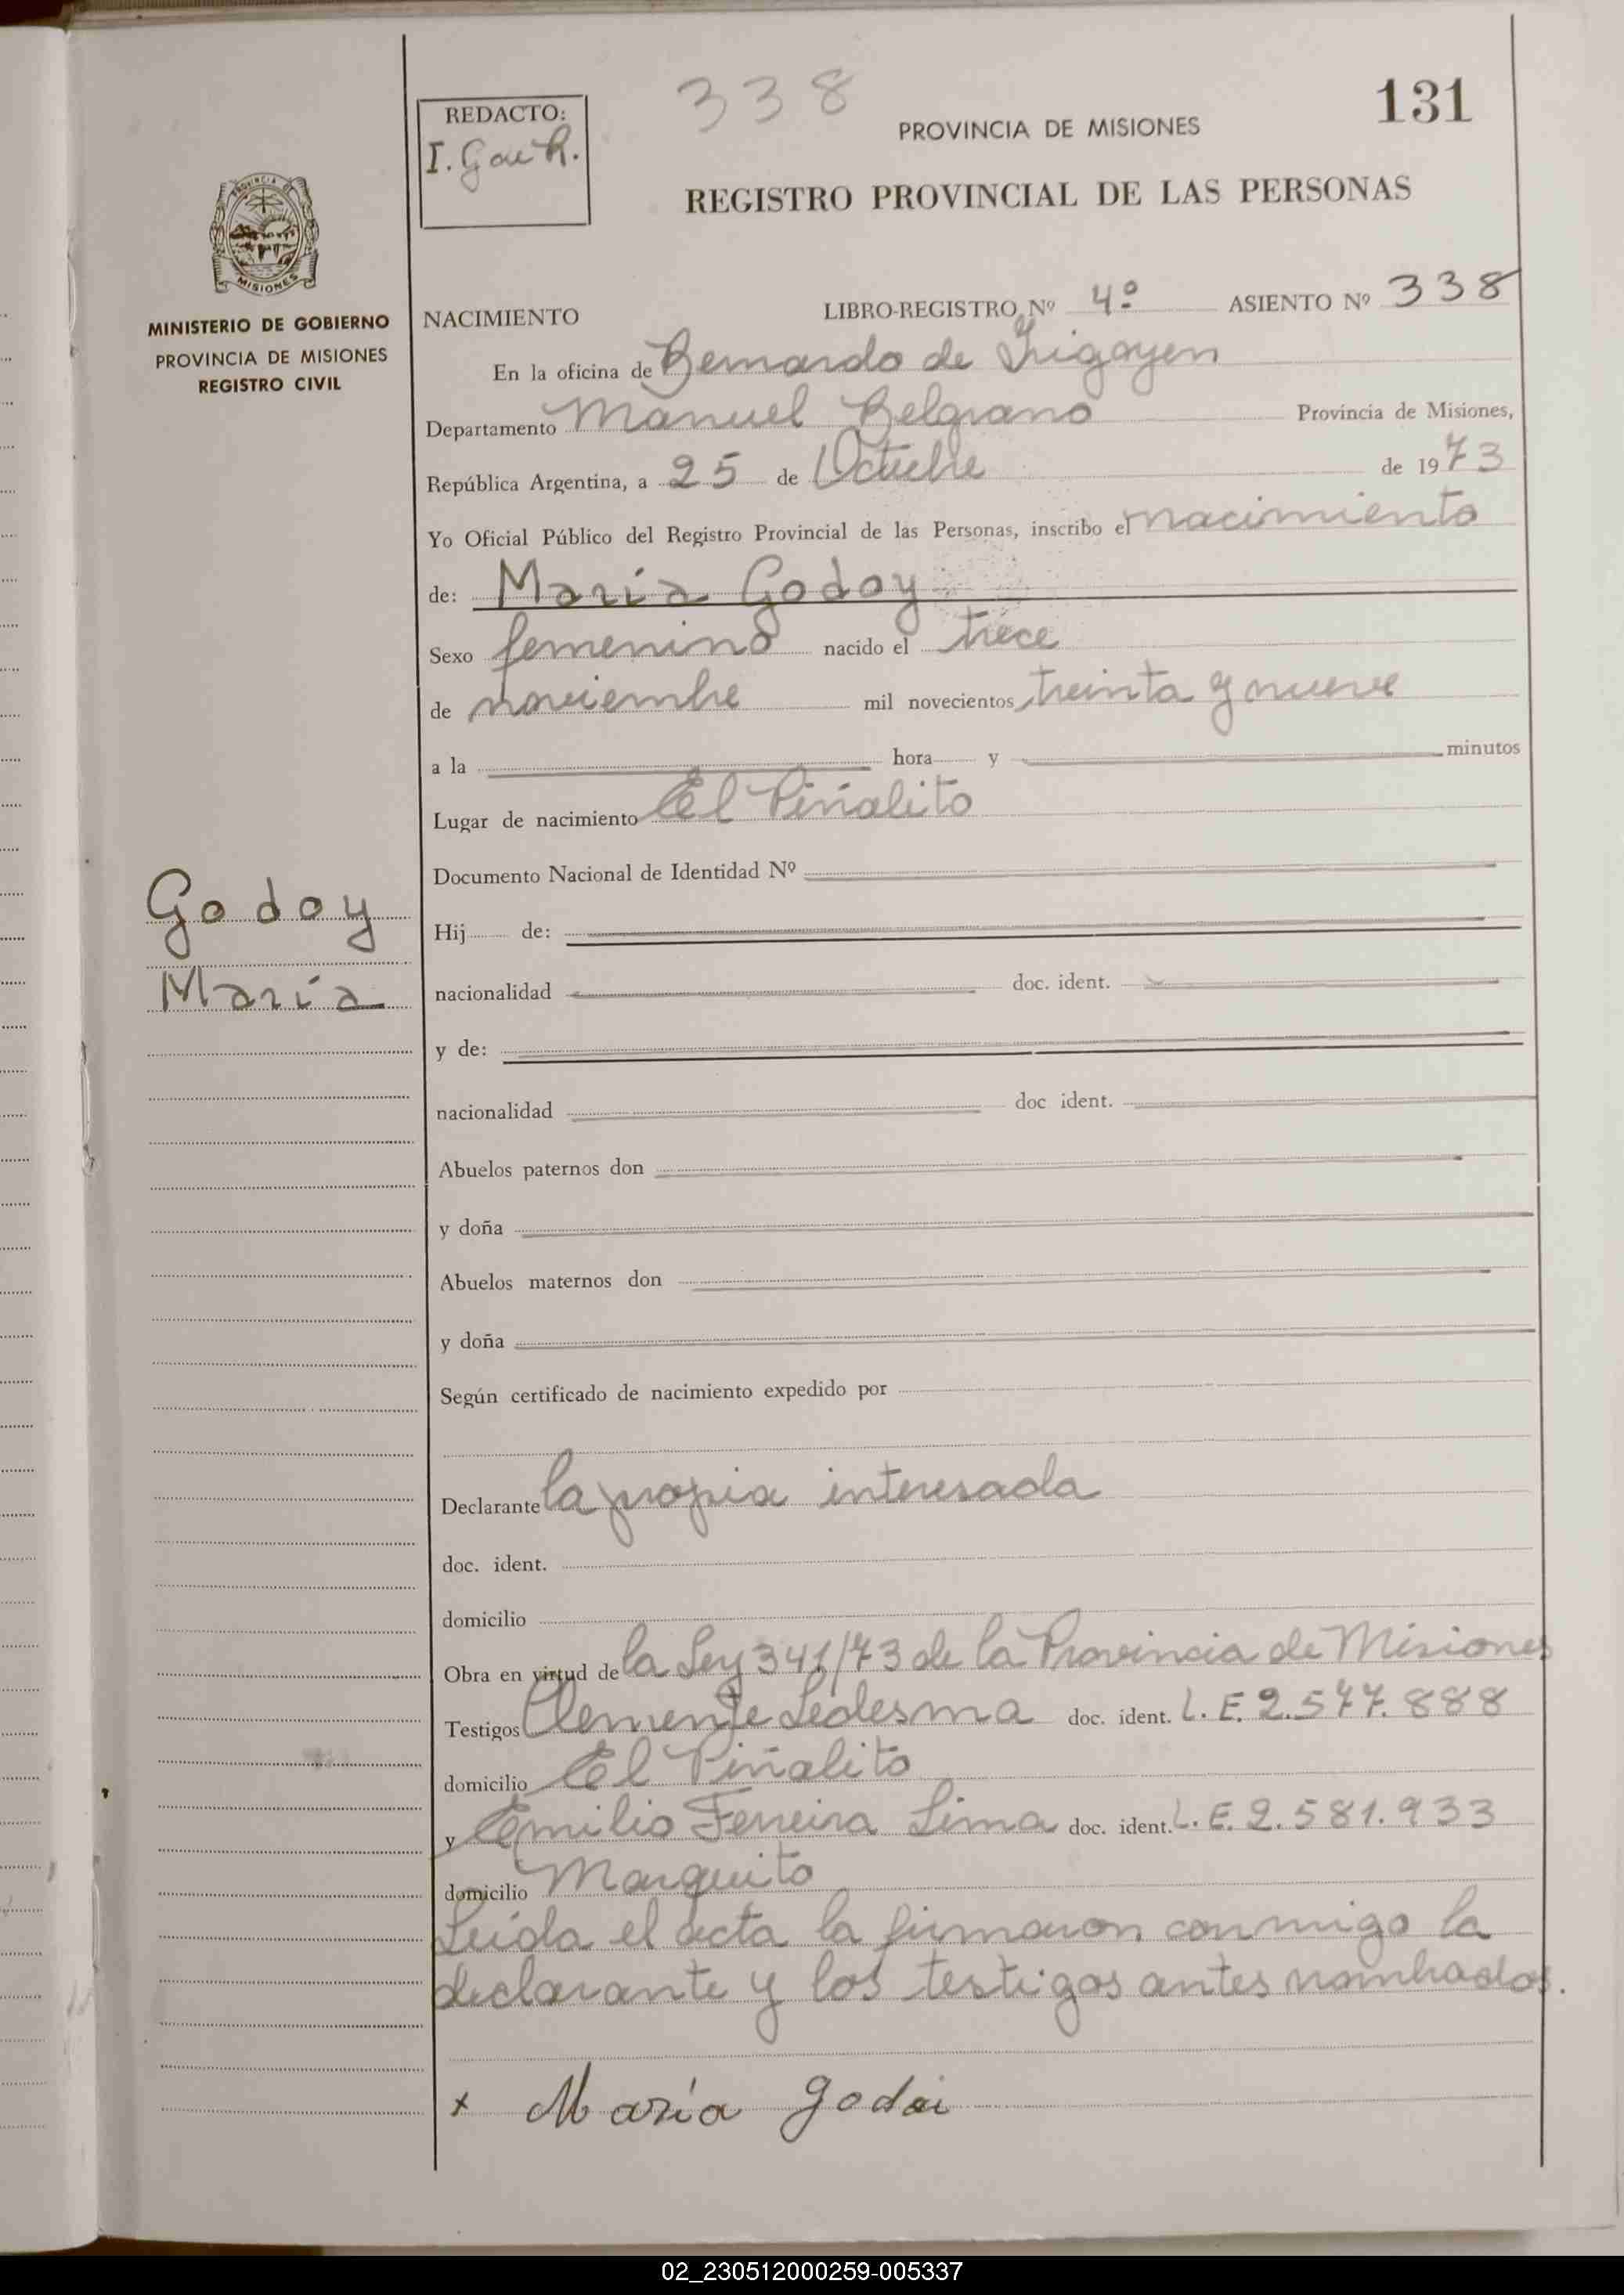 338
131
REDACTO:
I. Gau R.
PROVINCIA DE MISIONES
REGISTRO PROVINCIAL DE LAS PERSONAS
PROVINCIA DE
MISIONES
MINISTERIO DE GOBIERNO
PROVINCIA DE MISIONES
REGISTRO CIVIL
NACIMIENTO LIBRO-REGISTRO Nº 4º ASIENTO Nº 338
En la oficina de Bernardo de Irigoyen
Departamento Manuel Belgrano Provincia de Misiones,
República Argentina, a 25 de Octubre de 1973
Yo Oficial Público del Registro Provincial de las Personas, inscribo el nacimiento
de: María Godoy
Sexo femenino nacido el trece
de noviembre mil novecientos treinta y nueve
a la hora y minutos
Lugar de nacimiento El Piñalito
Documento Nacional de Identidad Nº
Godoy
María
Hij de:
nacionalidad doc. ident.
y de:
nacionalidad doc ident.
Abuelos paternos don
y doña
Abuelos maternos don
y doña
Según certificado de nacimiento expedido por
Declarante la propia interesada
doc. ident.
domicilio
Obra en virtud de la Ley 341/73 de la Provincia de Misiones
Testigos Clemente Ledesma doc. ident. L. E. 2.577.888
domicilio El Piñalito
y Emilio Ferreira Lima doc. ident. L. E. 2.581.933
domicilio Marquito
Leída el acta la firmaron conmigo la
declarante y los testigos antes nombrados.
x María godoi
02_230512000259-005337